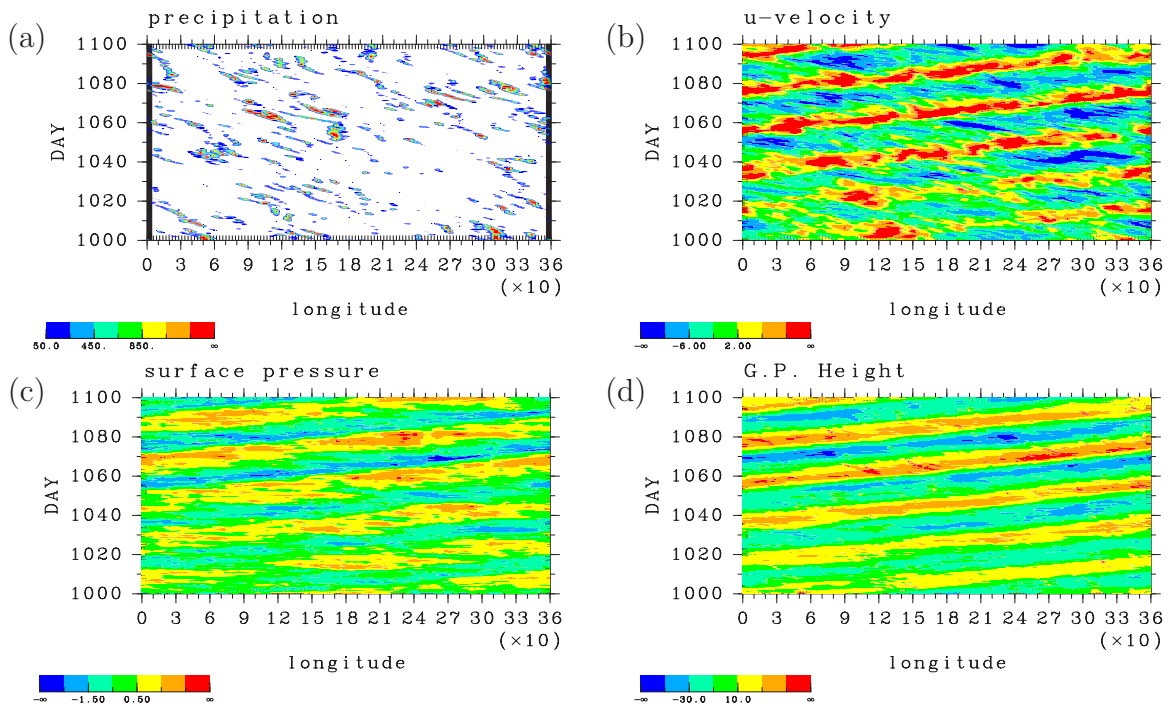 (a)
precipitation
1100
1080
1060
1040
1020
1000
DAY
0 3 6 9 12 15 18 21 24 27 30 33 36
(×10)
longitude
50.0 450. 850. ∞
(b)
u−velocity
1100
1080
1060
1040
1020
1000
DAY
0 3 6 9 12 15 18 21 24 27 30 33 36
(×10)
longitude
−∞ −6.00 2.00 ∞
(c)
surface pressure
1100
1080
1060
1040
1020
1000
DAY
0 3 6 9 12 15 18 21 24 27 30 33 36
(×10)
longitude
−∞ −1.50 0.50 ∞
(d)
G.P. Height
1100
1080
1060
1040
1020
1000
DAY
0 3 6 9 12 15 18 21 24 27 30 33 36
(×10)
longitude
−∞ −30.0 10.0 ∞